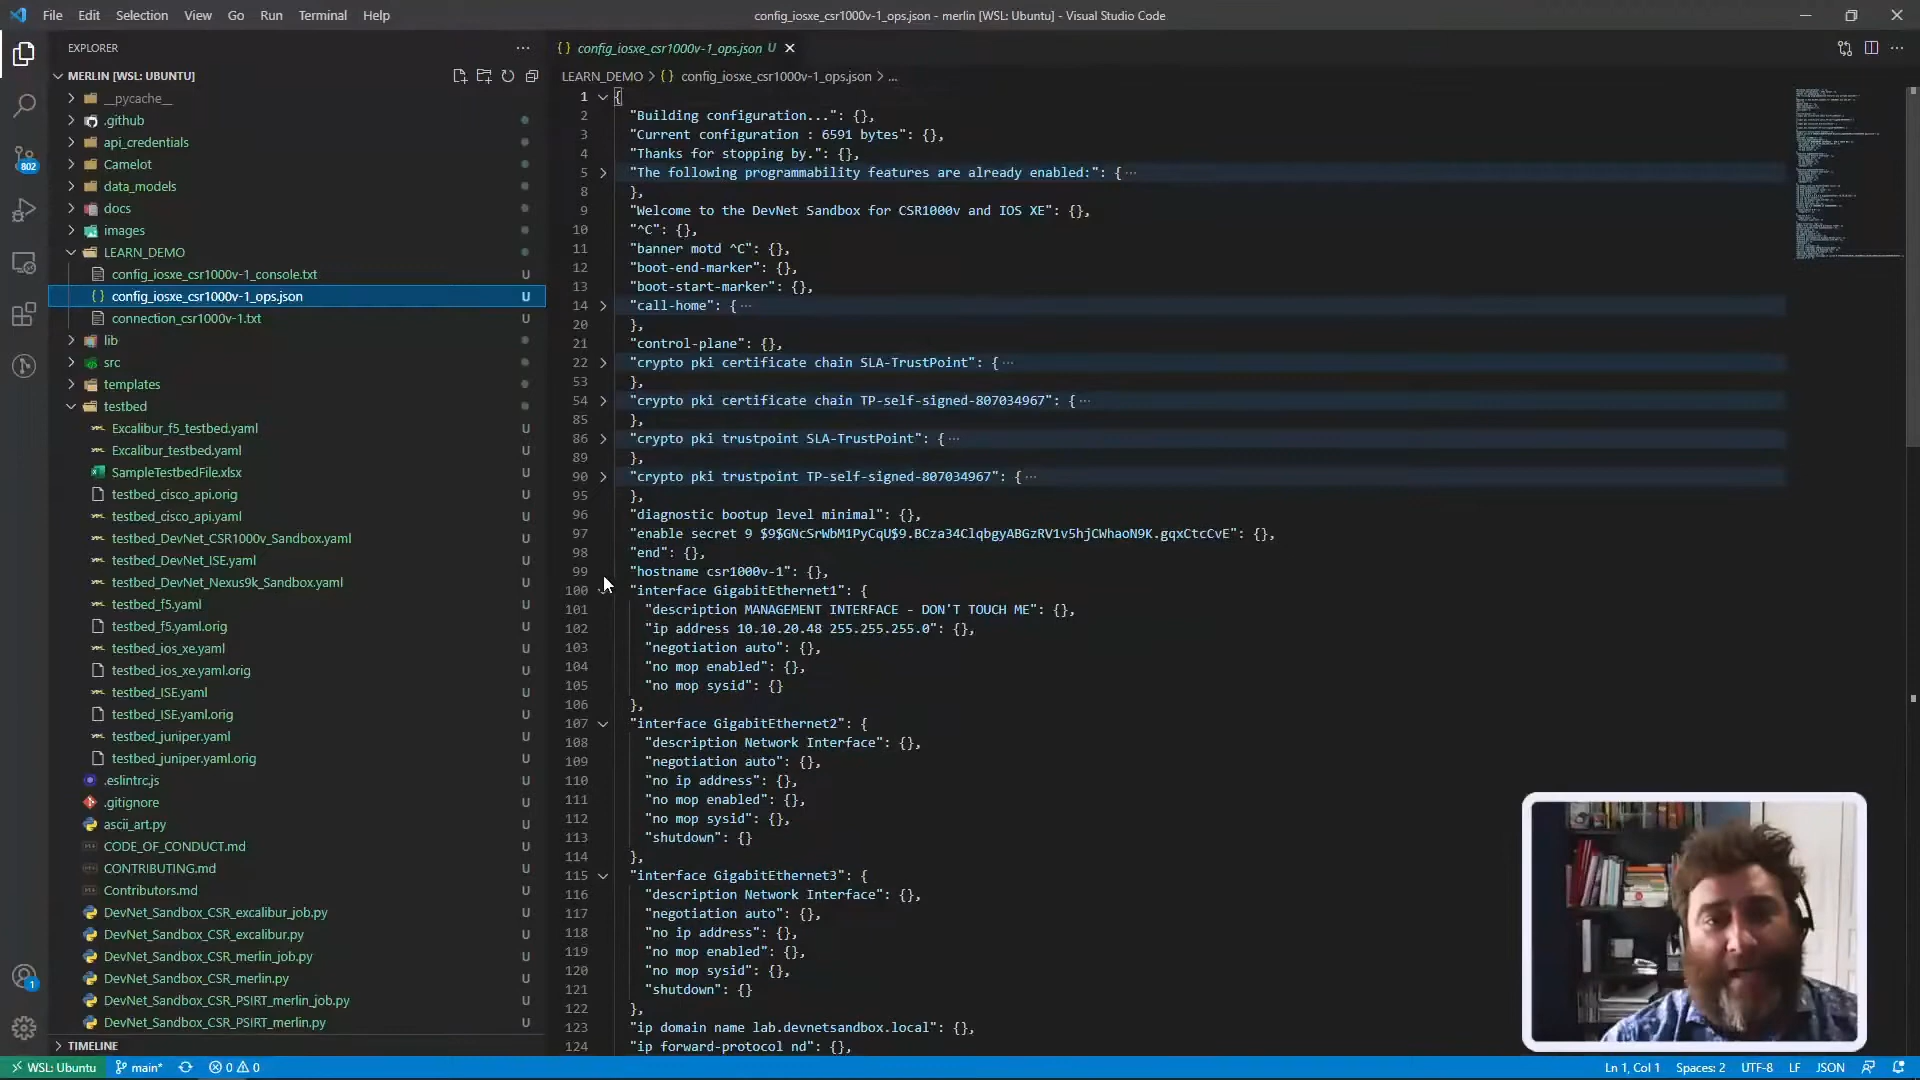 File Edit Selection View Go Run Terminal Help
config_iosxe_csr1000v-1_ops.json - merlin [WSL: Ubuntu] - Visual Studio Code
EXPLORER
MERLIN [WSL: UBUNTU]
__pycache__
.github
api_credentials
Camelot
802
data_models
docs
images
LEARN_DEMO
config_iosxe_csr1000v-1_console.txt U
config_iosxe_csr1000v-1_ops.json U
connection_csr1000v-1.txt U
lib
src
templates
testbed
Excalibur_f5_testbed.yaml U
Excalibur_testbed.yaml U
SampleTestbedFile.xlsx U
testbed_cisco_api.orig U
testbed_cisco_api.yaml U
testbed_DevNet_CSR1000v_Sandbox.yaml U
testbed_DevNet_ISE.yaml U
testbed_DevNet_Nexus9k_Sandbox.yaml U
testbed_f5.yaml U
testbed_f5.yaml.orig U
testbed_ios_xe.yaml U
testbed_ios_xe.yaml.orig U
testbed_ISE.yaml U
testbed_ISE.yaml.orig U
testbed_juniper.yaml U
testbed_juniper.yaml.orig U
.eslintrc.js U
.gitignore U
ascii_art.py U
CODE_OF_CONDUCT.md U
CONTRIBUTING.md U
Contributors.md U
DevNet_Sandbox_CSR_excalibur_job.py U
DevNet_Sandbox_CSR_excalibur.py U
DevNet_Sandbox_CSR_merlin_job.py U
DevNet_Sandbox_CSR_merlin.py U
1
DevNet_Sandbox_CSR_PSIRT_merlin_job.py U
DevNet_Sandbox_CSR_PSIRT_merlin.py U
TIMELINE
{} config_iosxe_csr1000v-1_ops.json U
LEARN_DEMO > {} config_iosxe_csr1000v-1_ops.json > ...
1 {
2 "Building configuration...": {},
3 "Current configuration : 6591 bytes": {},
4 "Thanks for stopping by.": {},
5 "The following programmability features are already enabled:": {…
8 },
9 "Welcome to the DevNet Sandbox for CSR1000v and IOS XE": {},
10 "^C": {},
11 "banner motd ^C": {},
12 "boot-end-marker": {},
13 "boot-start-marker": {},
14 "call-home": {…
20 },
21 "control-plane": {},
22 "crypto pki certificate chain SLA-TrustPoint": {…
53 },
54 "crypto pki certificate chain TP-self-signed-807034967": {…
85 },
86 "crypto pki trustpoint SLA-TrustPoint": {…
89 },
90 "crypto pki trustpoint TP-self-signed-807034967": {…
95 },
96 "diagnostic bootup level minimal": {},
97 "enable secret 9 $9$GNcSrWbM1PyCqU$9.BCza34ClqbgyABGzRV1v5hjCWhaoN9K.gqxCtcCvE": {},
98 "end": {},
99 "hostname csr1000v-1": {},
100 "interface GigabitEthernet1": {
101 "description MANAGEMENT INTERFACE - DON'T TOUCH ME": {},
102 "ip address 10.10.20.48 255.255.255.0": {},
103 "negotiation auto": {},
104 "no mop enabled": {},
105 "no mop sysid": {}
106 },
107 "interface GigabitEthernet2": {
108 "description Network Interface": {},
109 "negotiation auto": {},
110 "no ip address": {},
111 "no mop enabled": {},
112 "no mop sysid": {},
113 "shutdown": {}
114 },
115 "interface GigabitEthernet3": {
116 "description Network Interface": {},
117 "negotiation auto": {},
118 "no ip address": {},
119 "no mop enabled": {},
120 "no mop sysid": {},
121 "shutdown": {}
122 },
123 "ip domain name lab.devnetsandbox.local": {},
124 "ip forward-protocol nd": {},
WSL: Ubuntu main* 0 0 Ln 1, Col 1 Spaces: 2 UTF-8 LF JSON